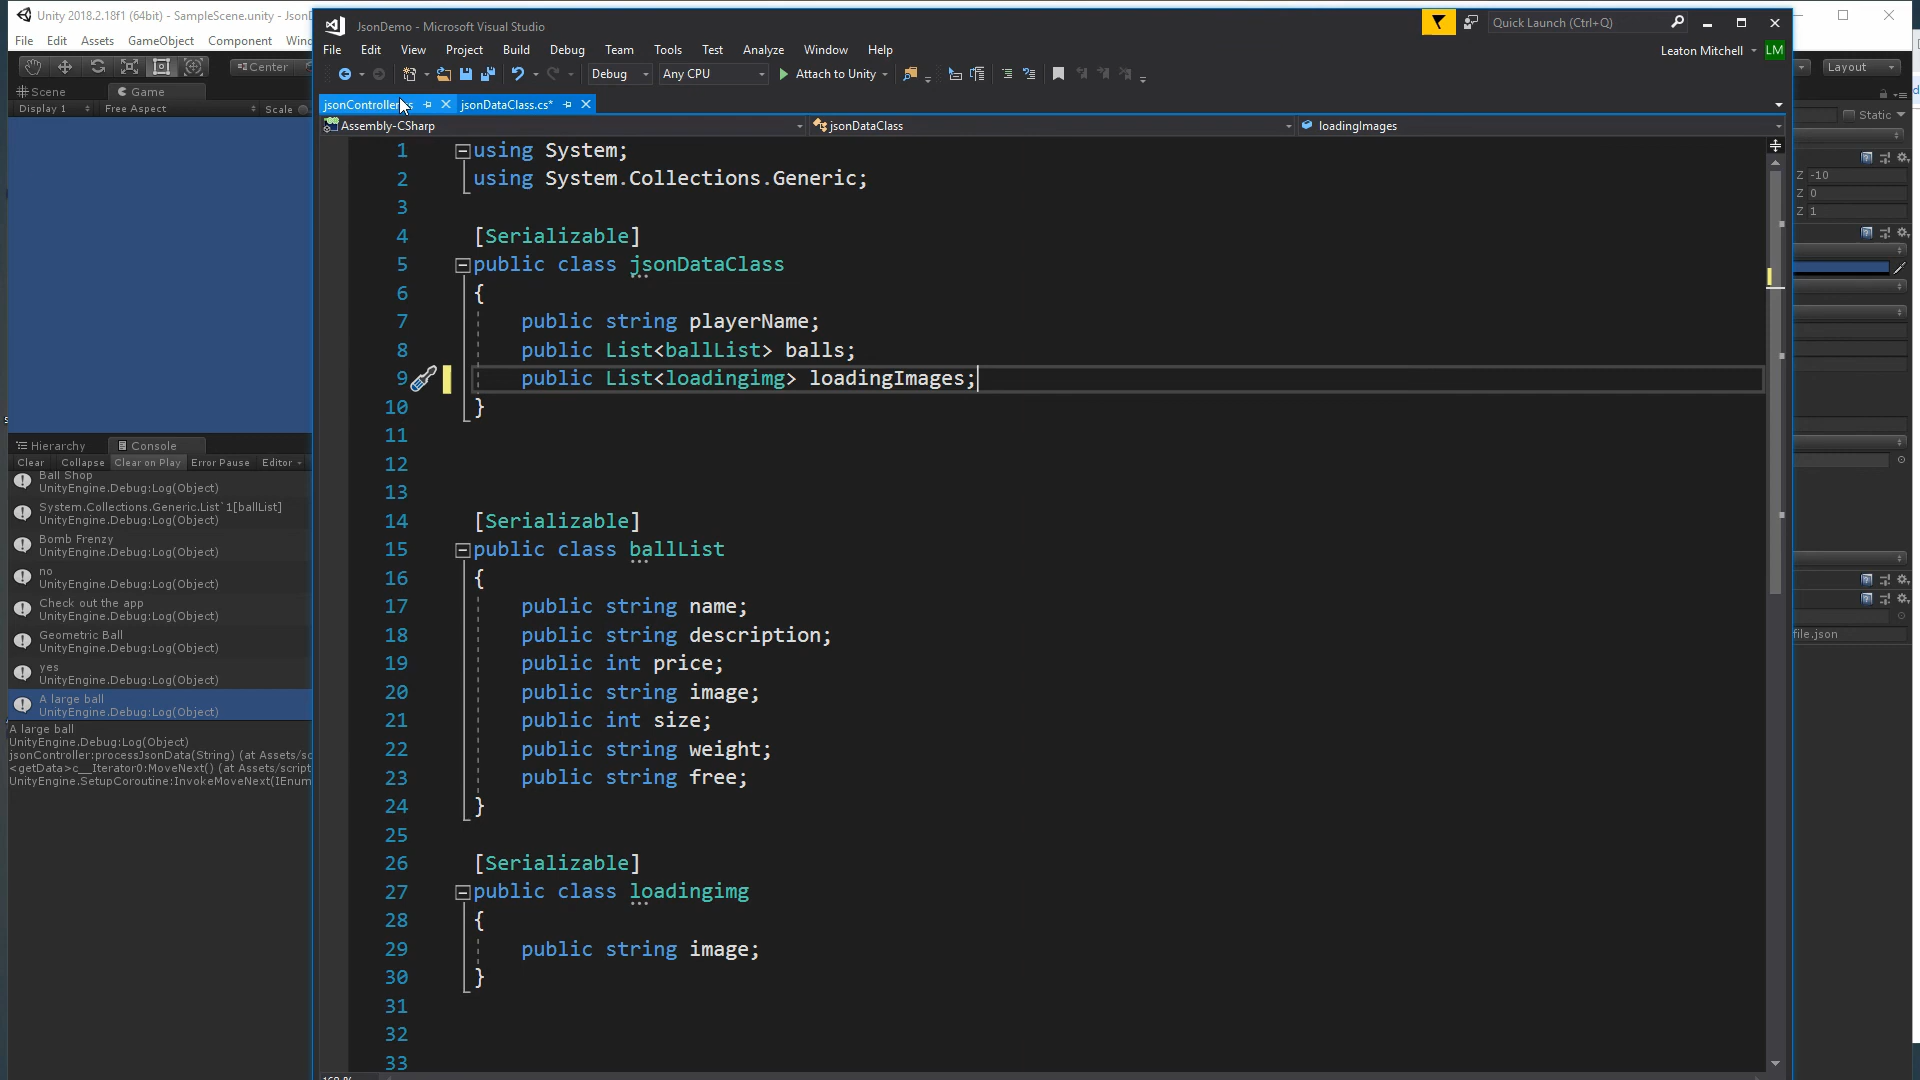 Unity 2018.2.18f1 (64bit) - SampleScene.unity - Json
File Edit Assets GameObject Component
Center
Scene Game
Display 1 Free Aspect Scale
JsonDemo - Microsoft Visual Studio
Quick Launch (Ctrl+Q)
File Edit View Project Build Debug Team Tools Test Analyze Window Help
Leaton Mitchell LM
Debug Any CPU Attach to Unity
jsonDataClass.cs*
Assembly-CSharp jsonDataClass loadingImages
1 using System;
2 using System.Collections.Generic;
3
4 [Serializable]
5 public class jsonDataClass
6 {
7 public string playerName;
8 public List<ballList> balls;
9 public List<loadingimg> loadingImages;
10 }
11
12
13
14 [Serializable]
15 public class ballList
16 {
17 public string name;
18 public string description;
19 public int price;
20 public string image;
21 public int size;
22 public string weight;
23 public string free;
24 }
25
26 [Serializable]
27 public class loadingimg
28 {
29 public string image;
30 }
31
32
33
Hierarchy Console
Clear Collapse Clear on Play Error Pause Editor
Ball Shop
UnityEngine.Debug:Log(Object)
System.Collections.Generic.List`1[ballList]
UnityEngine.Debug:Log(Object)
Bomb Frenzy
UnityEngine.Debug:Log(Object)
no
UnityEngine.Debug:Log(Object)
Check out the app
UnityEngine.Debug:Log(Object)
Geometric Ball
UnityEngine.Debug:Log(Object)
yes
UnityEngine.Debug:Log(Object)
A large ball
UnityEngine.Debug:Log(Object)
A large ball
UnityEngine.Debug:Log(Object)
jsonController:processJsonData(String) (at Assets/sc
<getData>c__Iterator0:MoveNext() (at Assets/script
UnityEngine.SetupCoroutine:InvokeMoveNext(IEnum
Layout
Static
Z -10
Z 0
Z 1
file.json